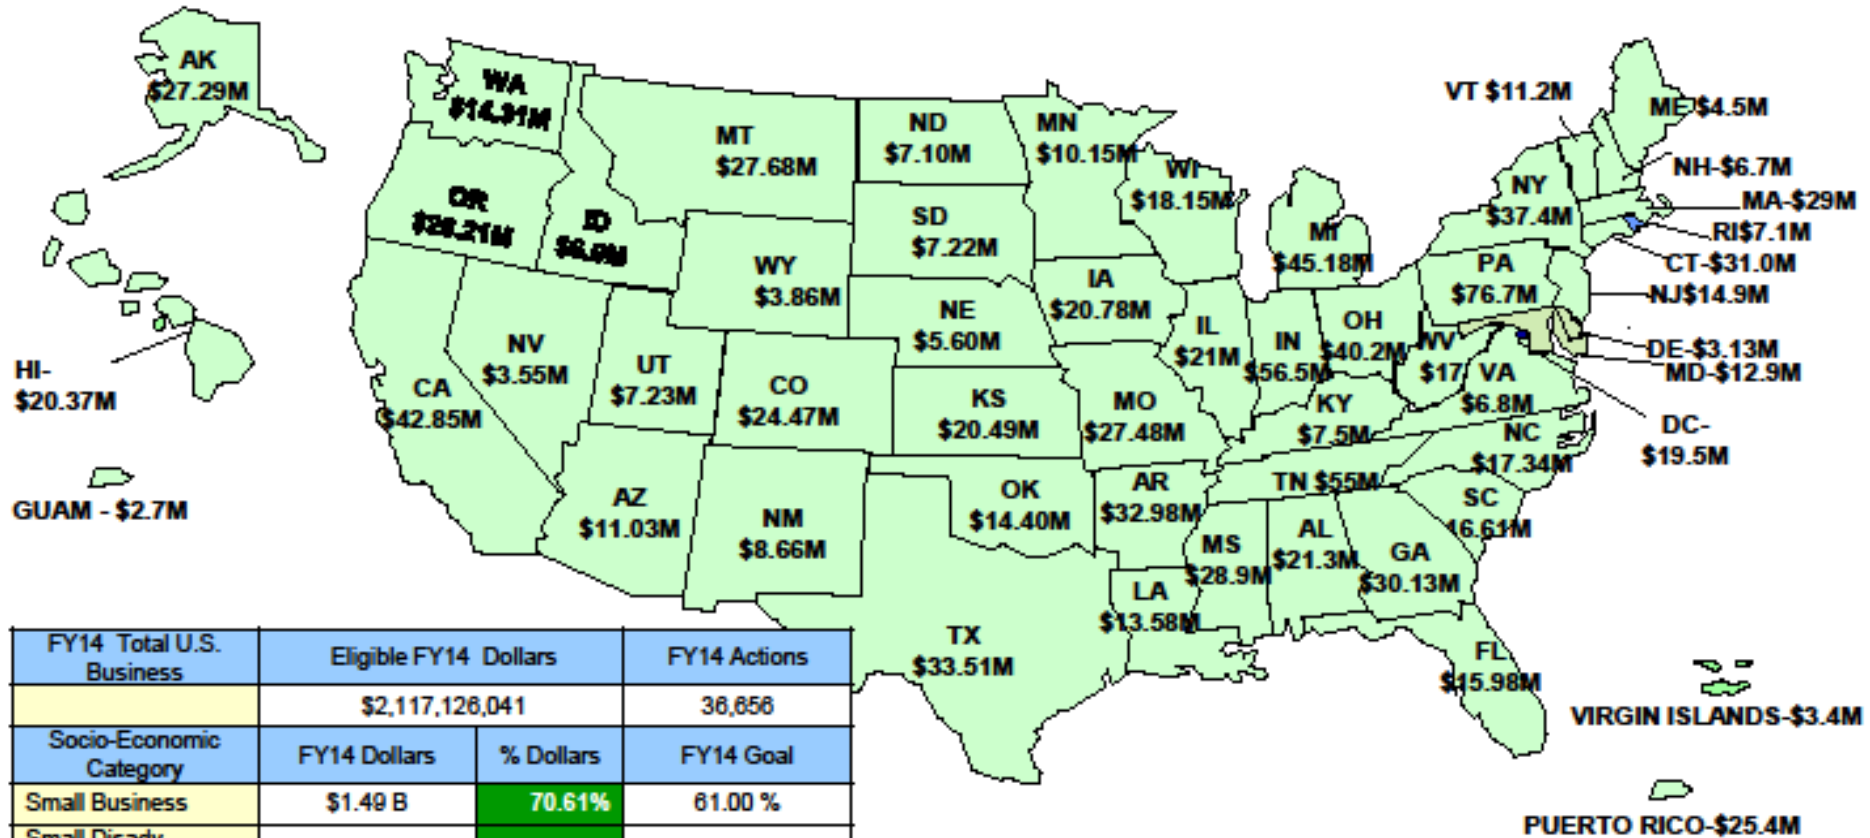 AK
$27.29M
WA
$14.31M
MT
$27.68M
ND
$7.10M
MN
$10.15M
WI
$18.15M
VT $11.2M
ME $4.5M
NH-$6.7M
MA-$29M
RI$7.1M
CT-$31.0M
NJ$14.9M
DE-$3.13M
MD-$12.9M
DC-
$19.5M
NY
$37.4M
PA
$76.7M
MI
$45.18M
OR
ID
SD
$7.22M
WY
$3.86M
IA
$20.78M
NE
$5.60M
IL
$21M
IN
$56.5M
OH
$40.2M
WV
$17
VA
$6.8M
HI-
$20.37M
NV
$3.55M
UT
$7.23M
CA
$42.85M
CO
$24.47M
KS
$20.49M
MO
$27.48M
KY
$7.5M
NC
$17.34M
TN $55M
GUAM - $2.7M
AZ
$11.03M
NM
$8.66M
OK
$14.40M
AR
$32.98M
SC
16.61M
MS
$28.9M
AL
$21.3M
GA
$30.13M
LA
$13.58M
TX
$33.51M
FL
$15.98M
VIRGIN ISLANDS-$3.4M
PUERTO RICO-$25.4M
FY14 Total U.S. Business
Eligible FY14 Dollars
FY14 Actions
$2,117,126,041
36,656
Socio-Economic Category
FY14 Dollars
% Dollars
FY14 Goal
Small Business
$1.49 B
70.61%
61.00 %